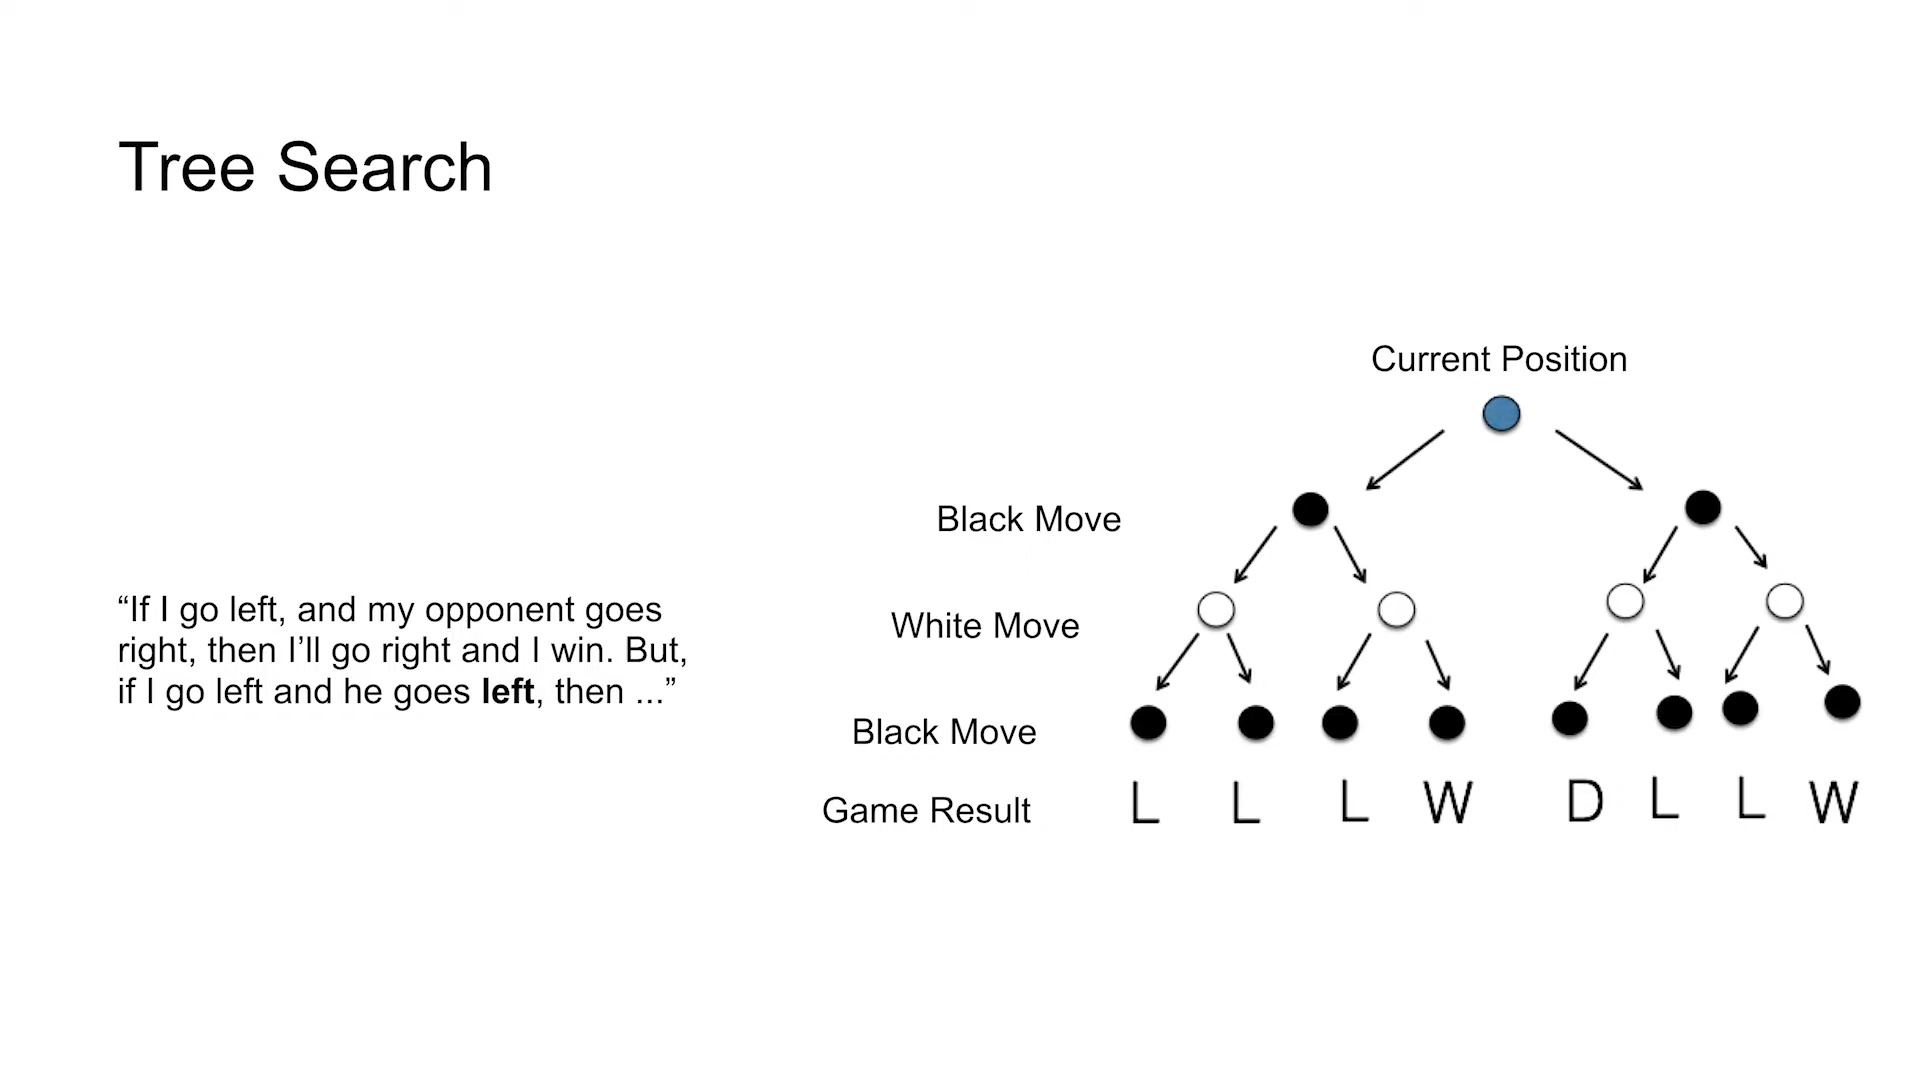 Tree Search
Current Position
Black Move
White Move
“If I go left, and my opponent goes
right, then I’ll go right and I win. But,
if I go left and he goes left, then ...”
Black Move
Game Result
L L L W D L L W